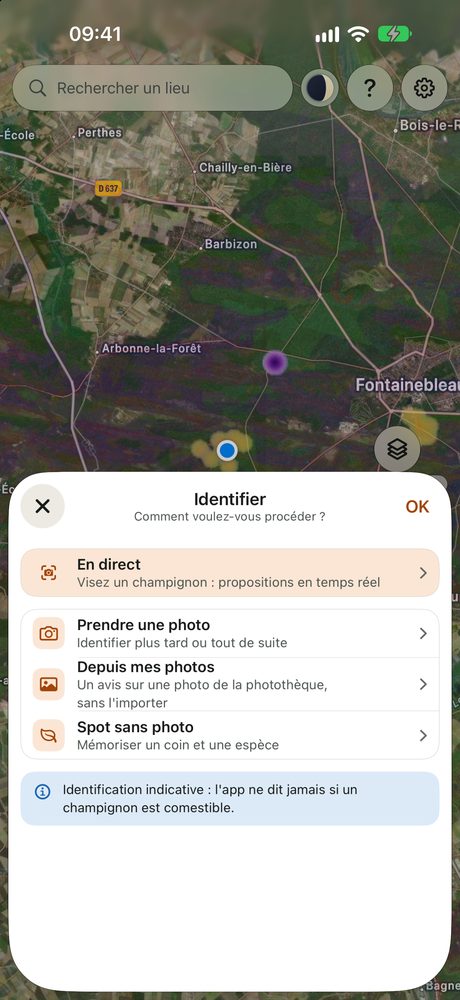 09:41
Rechercher un lieu
?
-École
Perthes
Bois-le-R
Chailly-en-Bière
D 637
Barbizon
Arbonne-la-Forêt
Fontainebleau
Identifier
OK
Comment voulez-vous procéder ?
En direct
Visez un champignon : propositions en temps réel
Prendre une photo
Identifier plus tard ou tout de suite
Depuis mes photos
Un avis sur une photo de la photothèque,
sans l'importer
Spot sans photo
Mémoriser un coin et une espèce
Identification indicative : l'app ne dit jamais si un
champignon est comestible.
Bagne